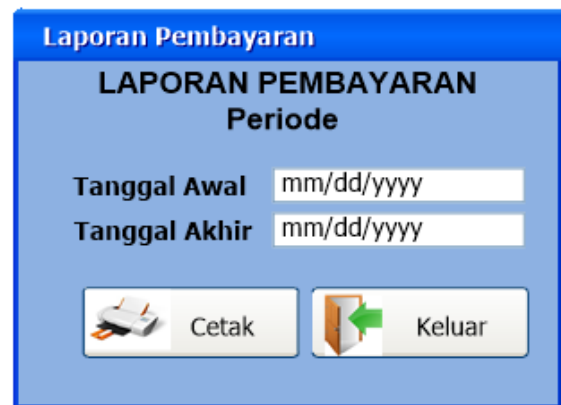 Laporan Pembayaran
LAPORAN PEMBAYARAN
Periode
Tanggal Awal mm/dd/yyyy
Tanggal Akhir mm/dd/yyyy
Cetak Keluar